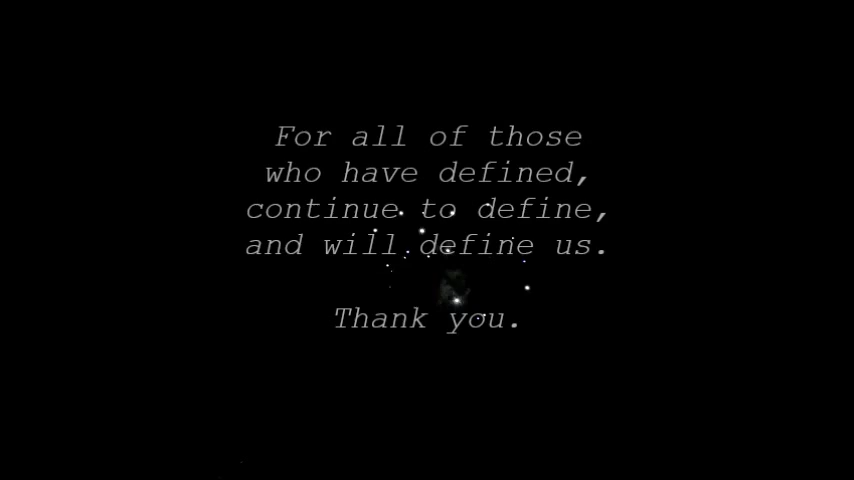 For all of those
who have defined,
continue to define,
and will define us.
Thank you.